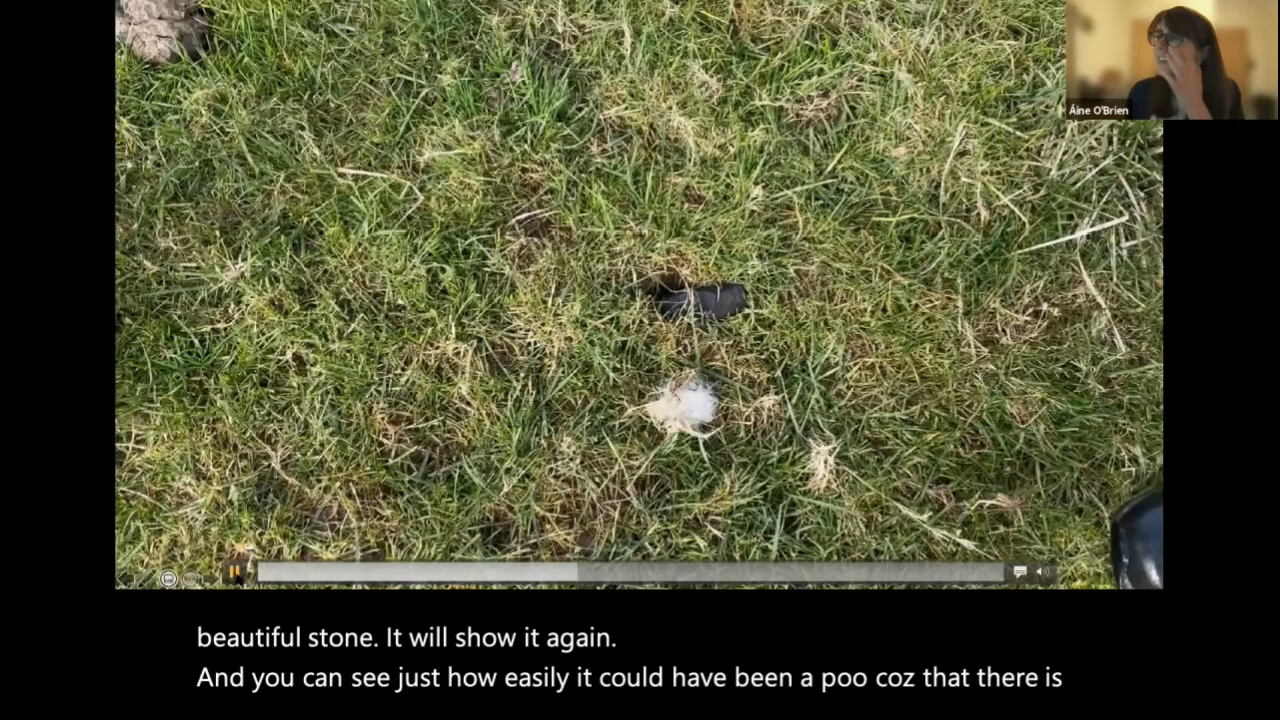 Áine O'Brien
beautiful stone. It will show it again.
And you can see just how easily it could have been a poo coz that there is